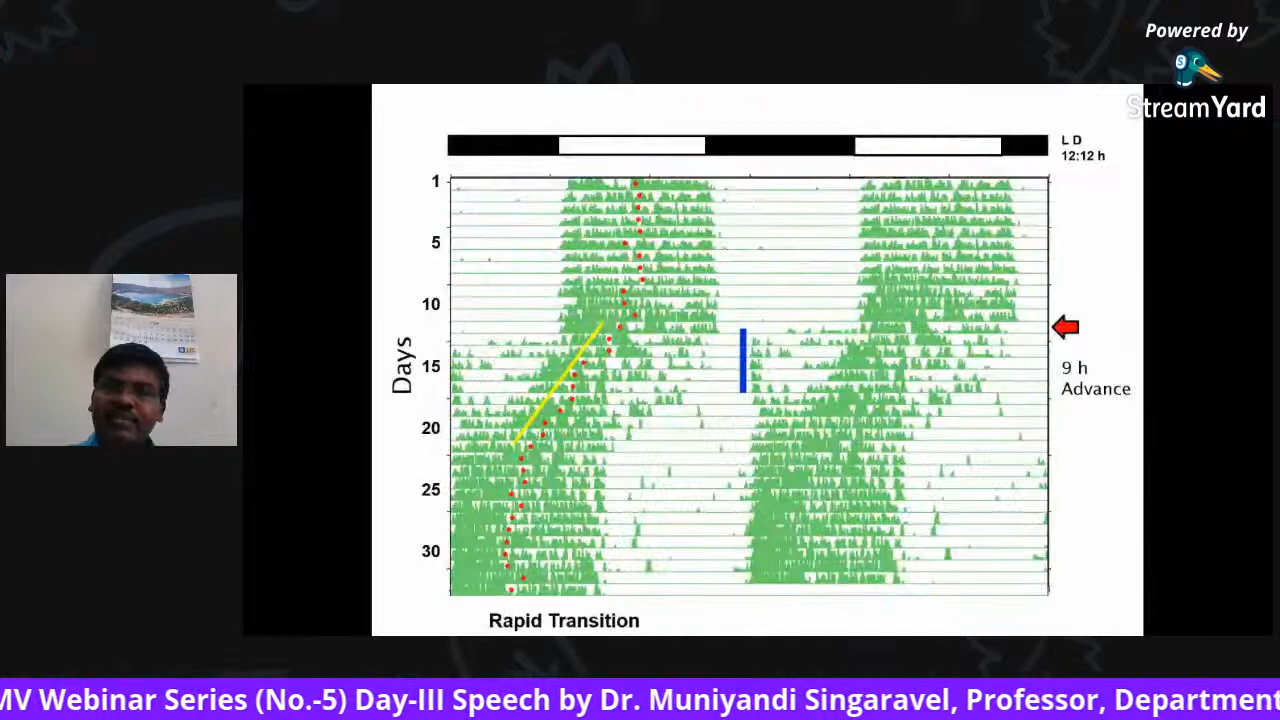 Powered by
StreamYard
L D
12:12 h
1
5
10
15
20
25
30
Days
9 h
Advance
Rapid Transition
MV Webinar Series (No.-5) Day-III Speech by Dr. Muniyandi Singaravel, Professor, Department